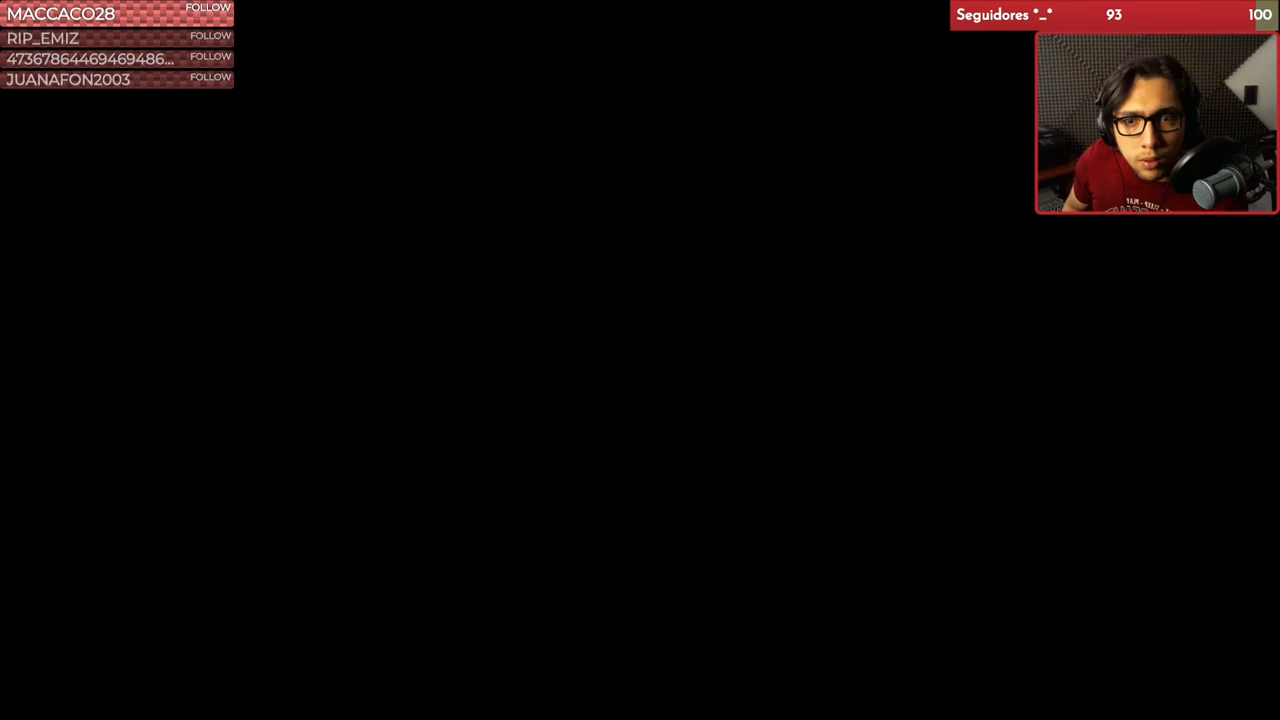 MACCACO28 FOLLOW
RIP_EMIZ FOLLOW
47367864469469486... FOLLOW
JUANAFON2003 FOLLOW
Seguidores *_* 93 100